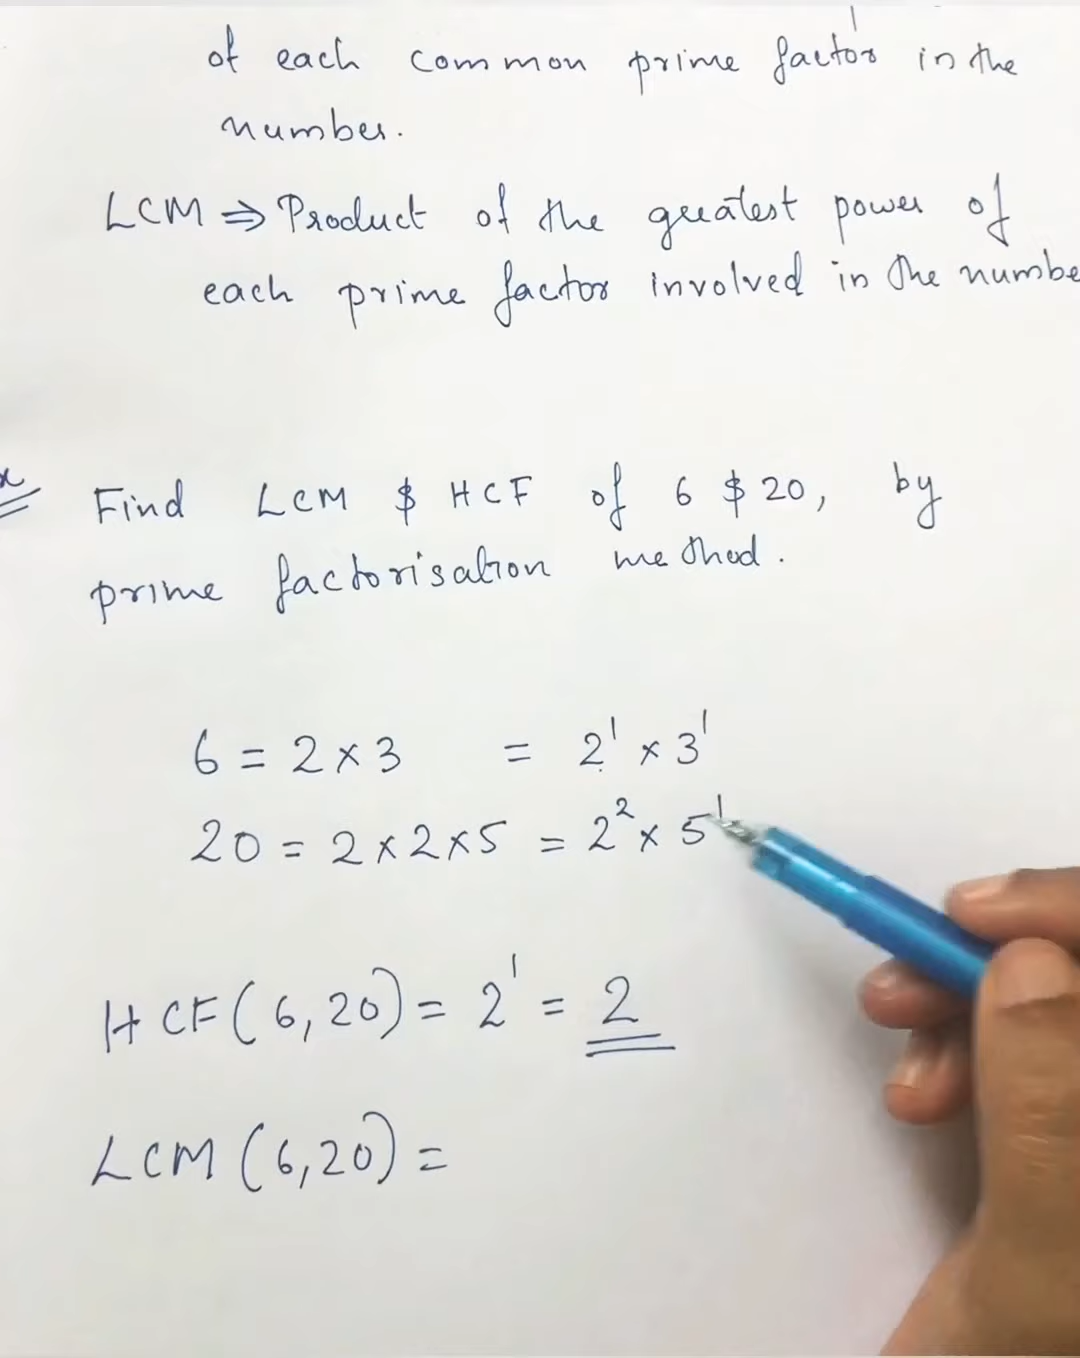 of each common prime factor in the
number.
LCM ⇒ Product of the greatest power of
each prime factor involved in the numbe
Find LCM & HCF of 6 & 20, by
prime factorisation method.
6 = 2 × 3 = 2¹ × 3¹
20 = 2 × 2 × 5 = 2² × 5¹
HCF (6, 20) = 2¹ = 2
LCM (6, 20) =